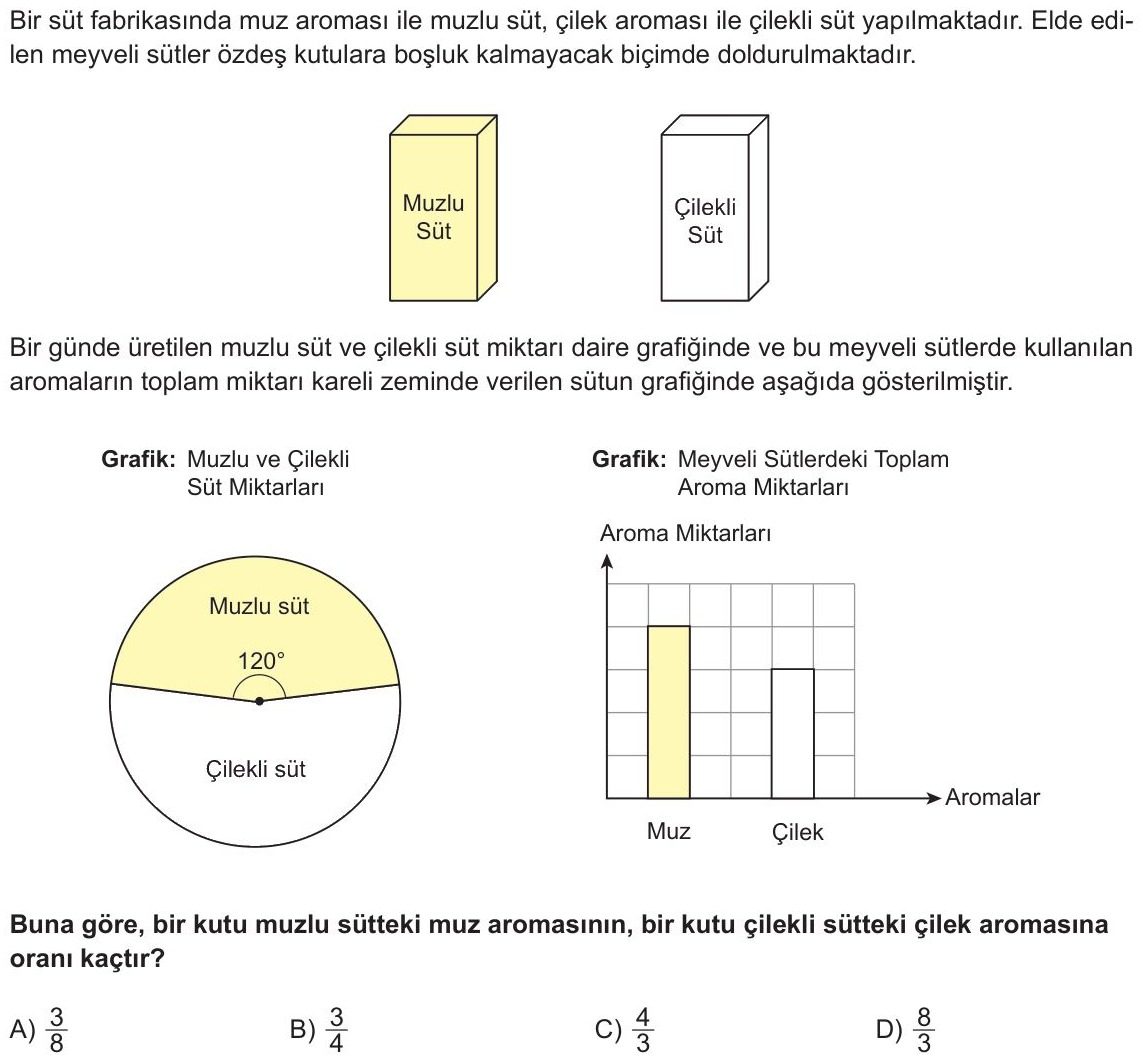 Bir süt fabrikasında muz aroması ile muzlu süt, çilek aroması ile çilekli süt yapılmaktadır. Elde edi-
len meyveli sütler özdeş kutulara boşluk kalmayacak biçimde doldurulmaktadır.
Muzlu
Süt
Çilekli
Süt
Bir günde üretilen muzlu süt ve çilekli süt miktarı daire grafiğinde ve bu meyveli sütlerde kullanılan
aromaların toplam miktarı kareli zeminde verilen sütun grafiğinde aşağıda gösterilmiştir.
Grafik: Muzlu ve Çilekli
Süt Miktarları
Muzlu süt
120°
Çilekli süt
Grafik: Meyveli Sütlerdeki Toplam
Aroma Miktarları
Aroma Miktarları
Aromalar
Muz Çilek
Buna göre, bir kutu muzlu sütteki muz aromasının, bir kutu çilekli sütteki çilek aromasına
oranı kaçtır?
A) 3/8 B) 3/4 C) 4/3 D) 8/3